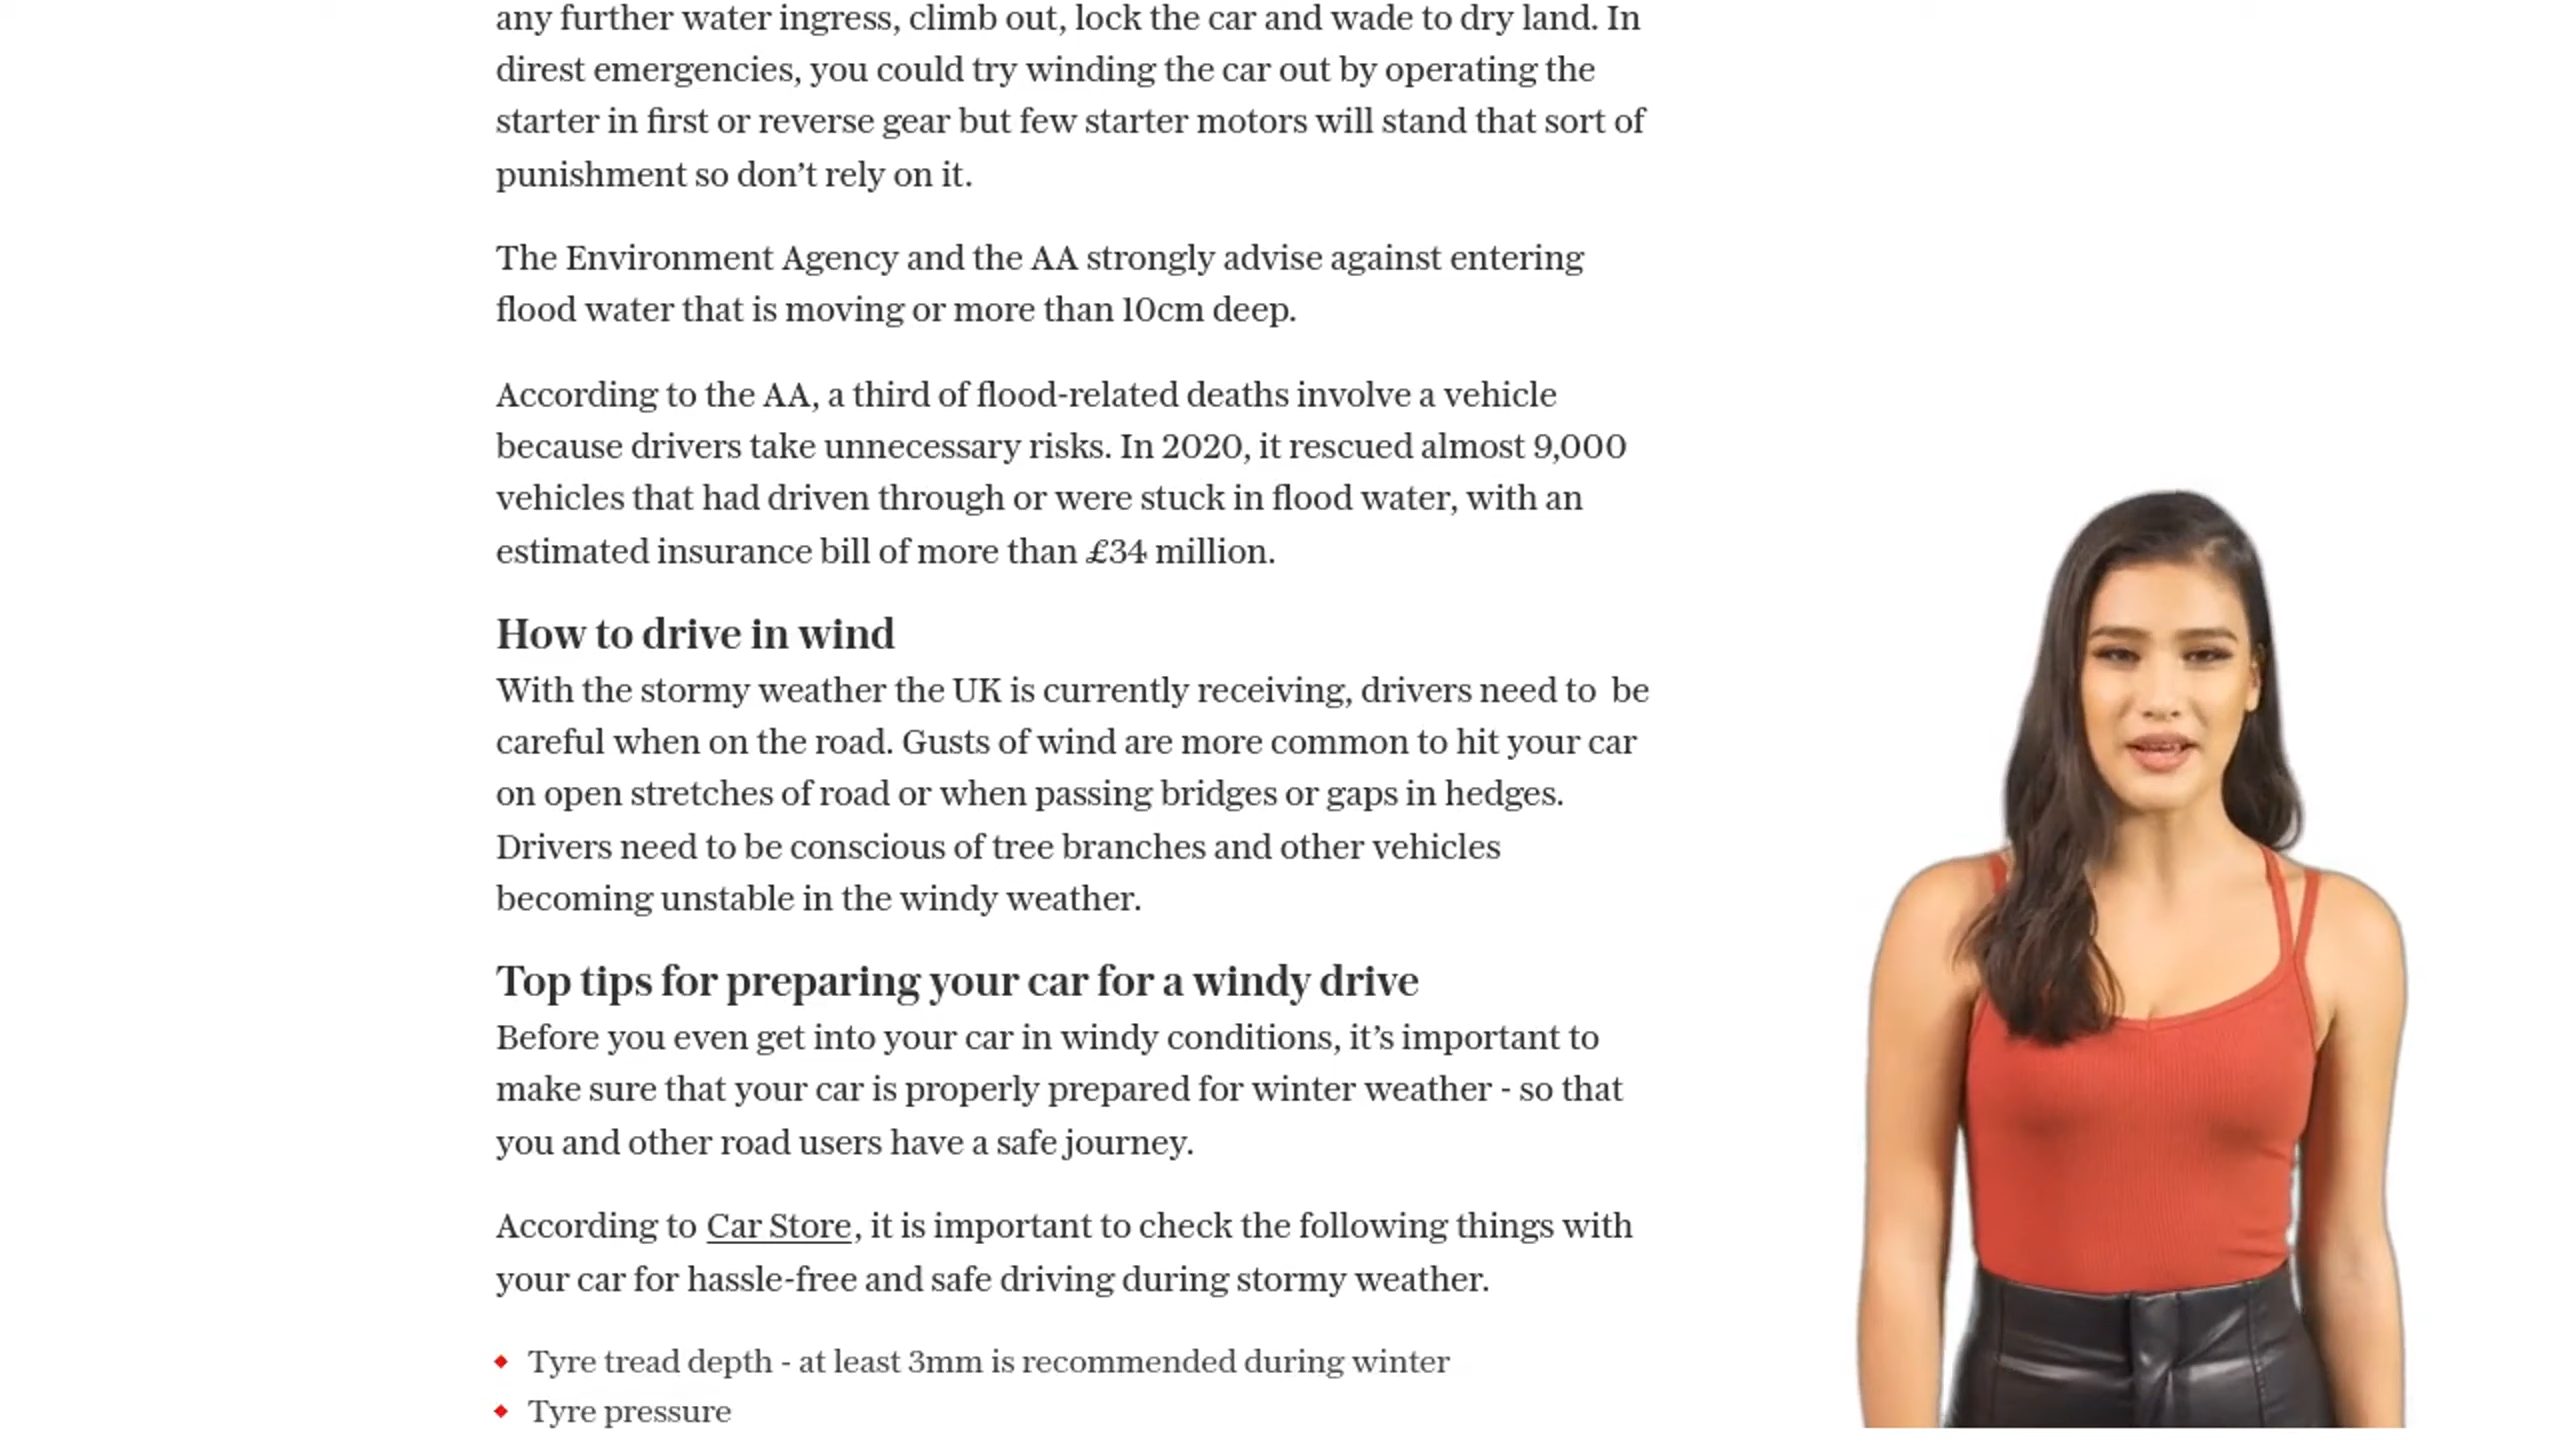 any further water ingress, climb out, lock the car and wade to dry land. In
direst emergencies, you could try winding the car out by operating the
starter in first or reverse gear but few starter motors will stand that sort of
punishment so don’t rely on it.
The Environment Agency and the AA strongly advise against entering
flood water that is moving or more than 10cm deep.
According to the AA, a third of flood-related deaths involve a vehicle
because drivers take unnecessary risks. In 2020, it rescued almost 9,000
vehicles that had driven through or were stuck in flood water, with an
estimated insurance bill of more than £34 million.
How to drive in wind
With the stormy weather the UK is currently receiving, drivers need to be
careful when on the road. Gusts of wind are more common to hit your car
on open stretches of road or when passing bridges or gaps in hedges.
Drivers need to be conscious of tree branches and other vehicles
becoming unstable in the windy weather.
Top tips for preparing your car for a windy drive
Before you even get into your car in windy conditions, it’s important to
make sure that your car is properly prepared for winter weather - so that
you and other road users have a safe journey.
According to Car Store, it is important to check the following things with
your car for hassle-free and safe driving during stormy weather.
Tyre tread depth - at least 3mm is recommended during winter
Tyre pressure